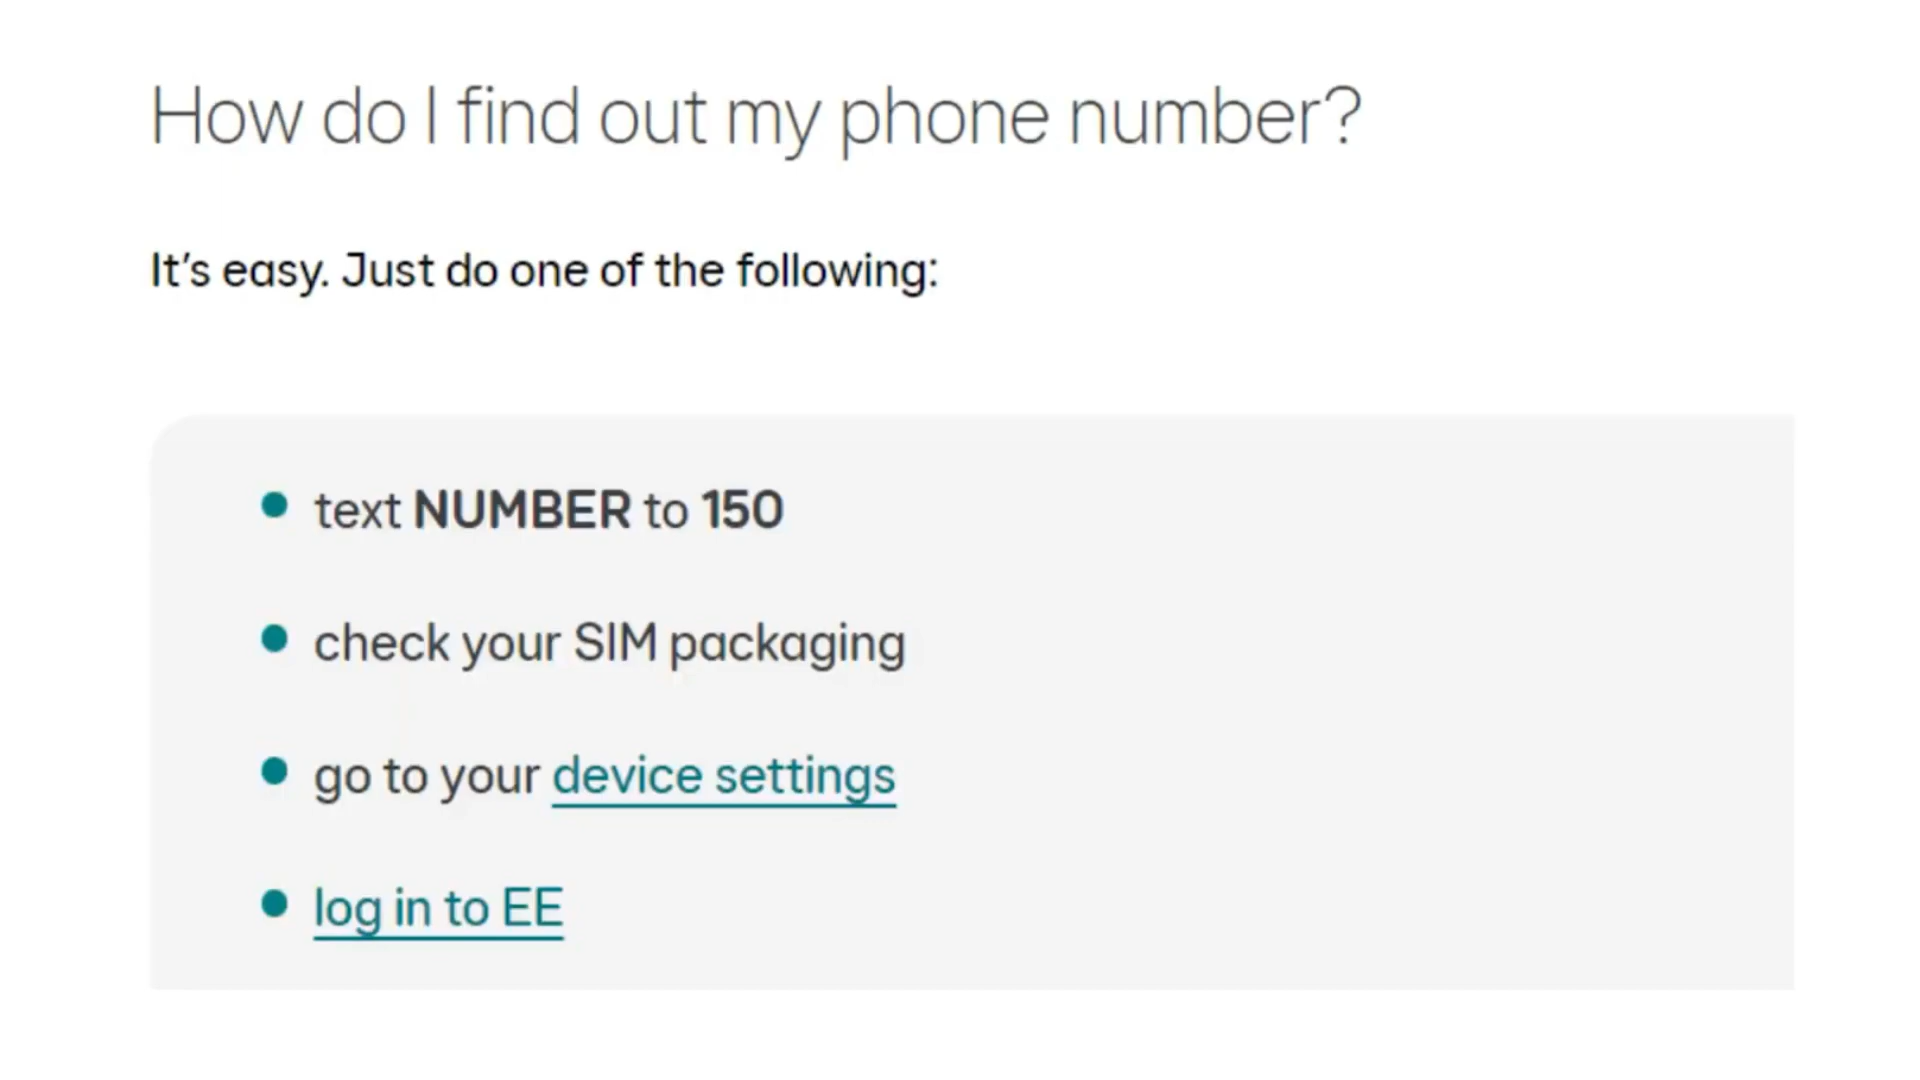 How do I find out my phone number?
It's easy. Just do one of the following:
text NUMBER to 150
check your SIM packaging
go to your device settings
log in to EE